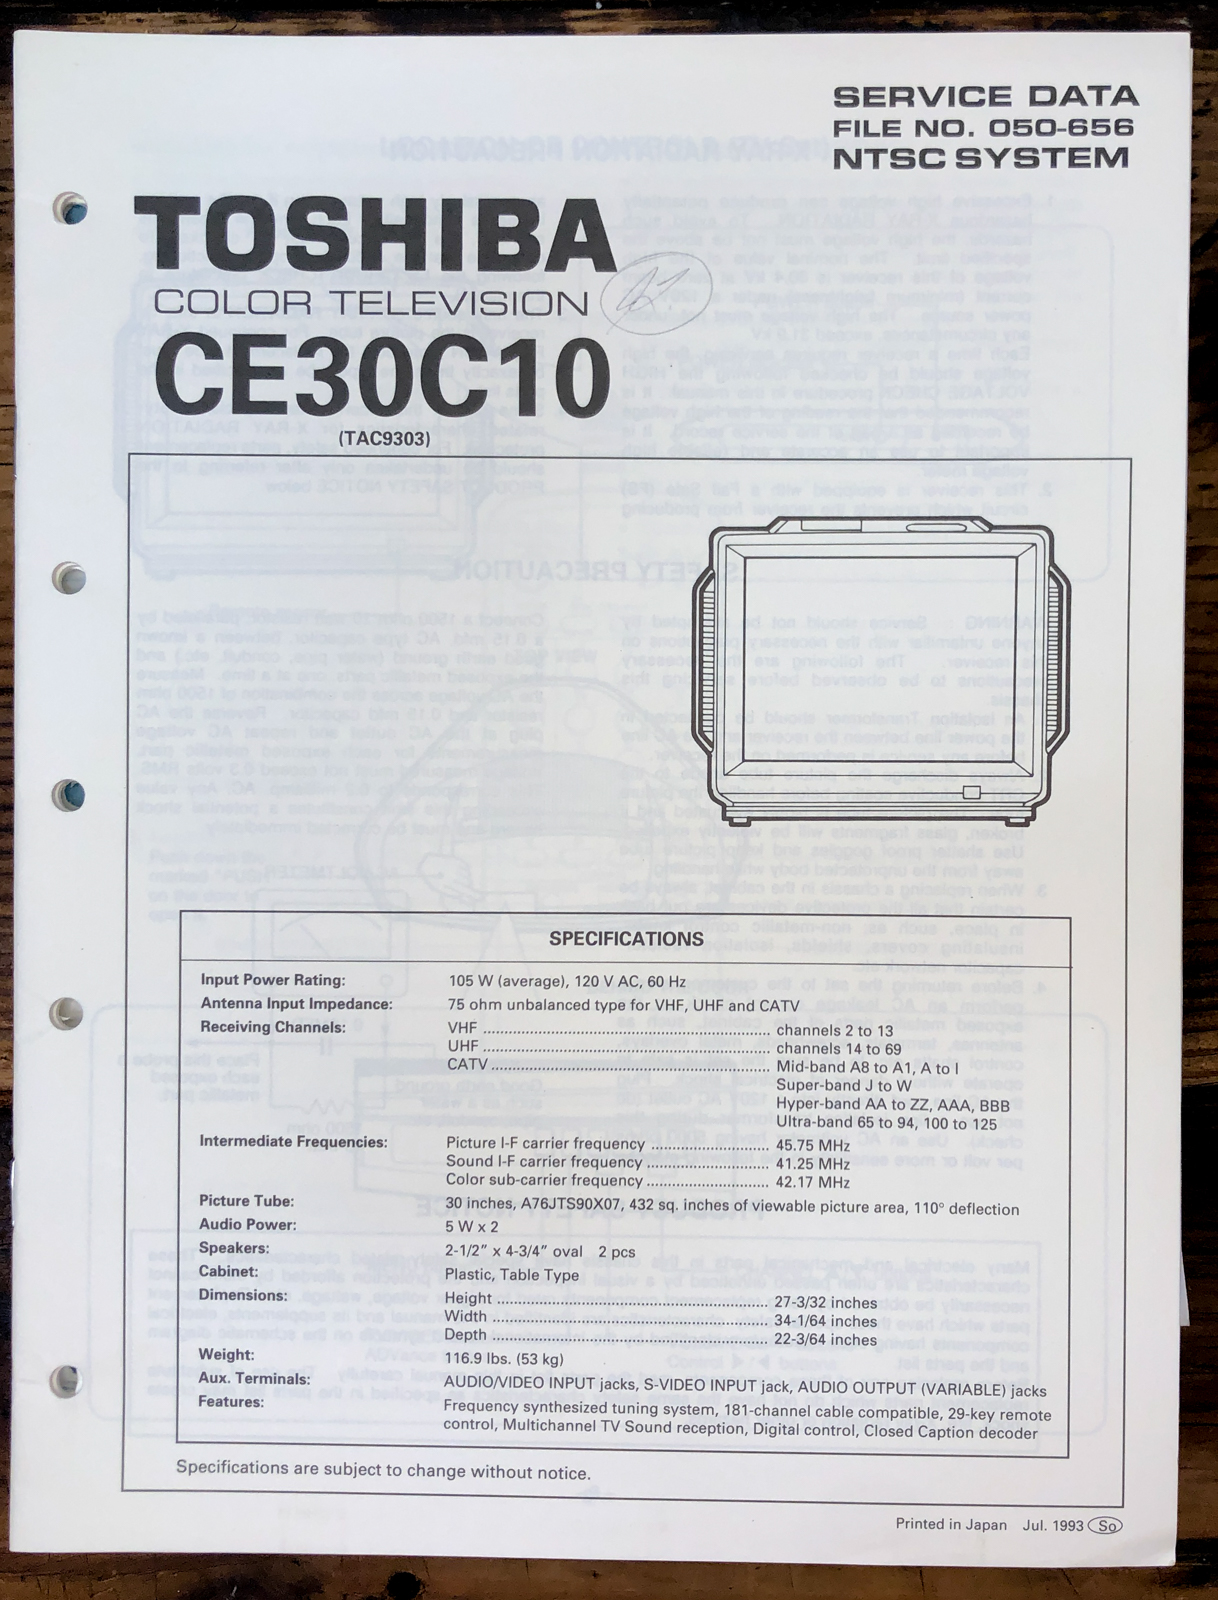 SERVICE DATA
FILE NO. 050-656
NTSC SYSTEM
TOSHIBA
COLOR TELEVISION
CE30C10
(TAC9303)
SPECIFICATIONS
Input Power Rating: 105 W (average), 120 V AC, 60 Hz
Antenna Input Impedance: 75 ohm unbalanced type for VHF, UHF and CATV
Receiving Channels: VHF ........ channels 2 to 13
UHF ........ channels 14 to 69
CATV ........ Mid-band A8 to A1, A to I
Super-band J to W
Hyper-band AA to ZZ, AAA, BBB
Ultra-band 65 to 94, 100 to 125
Intermediate Frequencies: Picture I-F carrier frequency ........ 45.75 MHz
Sound I-F carrier frequency ........ 41.25 MHz
Color sub-carrier frequency ........ 42.17 MHz
Picture Tube: 30 inches, A76JTS90X07, 432 sq. inches of viewable picture area, 110° deflection
Audio Power: 5 W x 2
Speakers: 2-1/2" x 4-3/4" oval 2 pcs
Cabinet: Plastic, Table Type
Dimensions: Height ........ 27-3/32 inches
Width ........ 34-1/64 inches
Depth ........ 22-3/64 inches
Weight: 116.9 lbs. (53 kg)
Aux. Terminals: AUDIO/VIDEO INPUT jacks, S-VIDEO INPUT jack, AUDIO OUTPUT (VARIABLE) jacks
Features: Frequency synthesized tuning system, 181-channel cable compatible, 29-key remote
control, Multichannel TV Sound reception, Digital control, Closed Caption decoder
Specifications are subject to change without notice.
Printed in Japan Jul. 1993 So